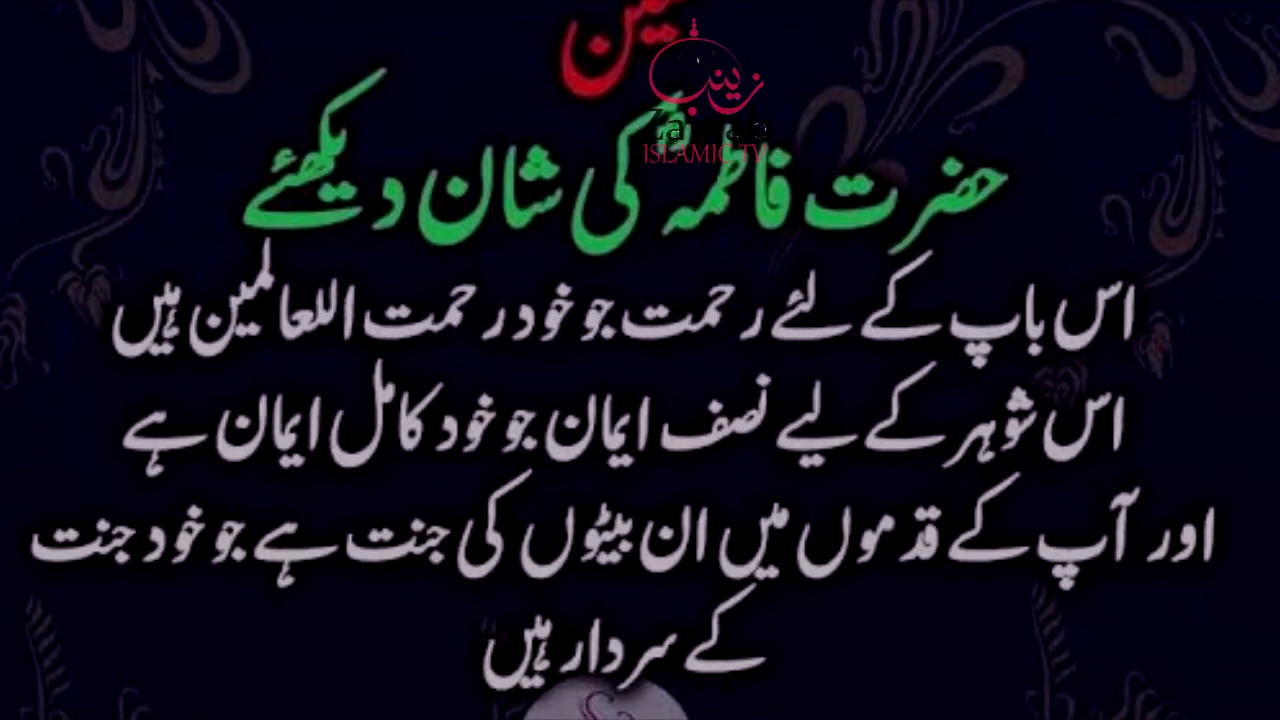 زینب
Zainab
ISLAMIC TV
حضرت فاطمہؓ کی شان دیکھئے
اس باپ کے لئے رحمت جو خود رحمت اللعالمین ہیں
اس شوہر کے لیے نصف ایمان جو خود کامل ایمان ہے
اور آپ کے قدموں میں ان بیٹوں کی جنت ہے جو خود جنت
کے سردار ہیں